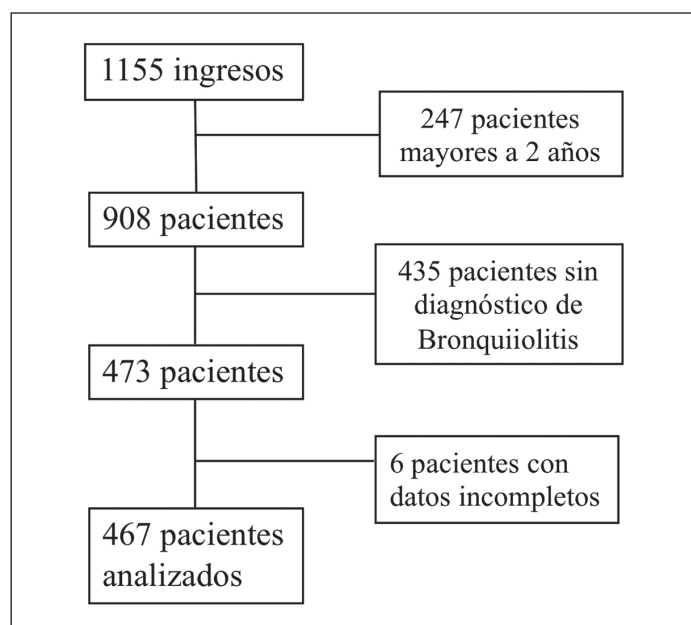 1155 ingresos
247 pacientes
mayores a 2 años
908 pacientes
435 pacientes sin
diagnóstico de
Bronquiiolitis
473 pacientes
6 pacientes con
datos incompletos
467 pacientes
analizados